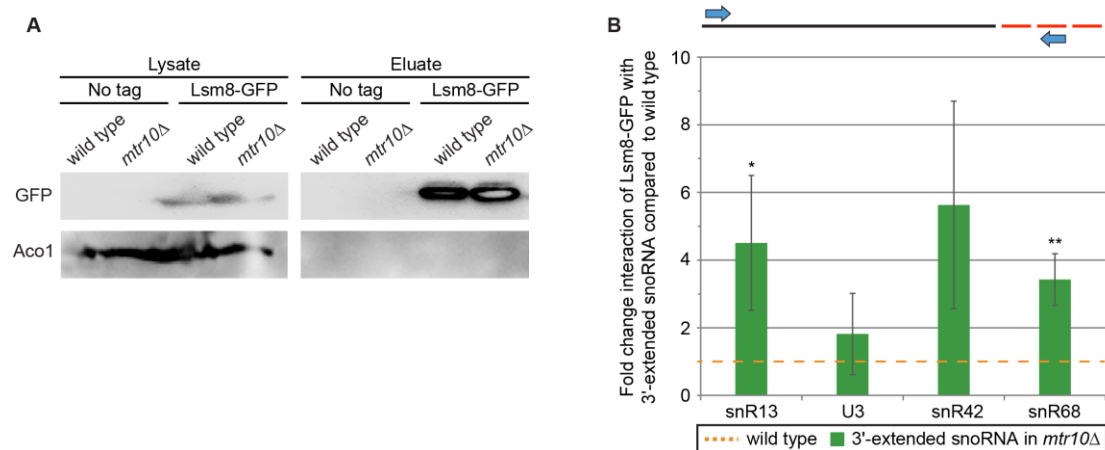 A
Lysate
Eluate
No tag
Lsm8-GFP
No tag
Lsm8-GFP
wild type
mtr10Δ
wild type
mtr10Δ
wild type
mtr10Δ
wild type
mtr10Δ
GFP
Aco1
B
Fold change interaction of Lsm8-GFP with
3'-extended snoRNA compared to wild type
10
8
6
4
2
0
*
**
snR13
U3
snR42
snR68
wild type
3'-extended snoRNA in mtr10Δ